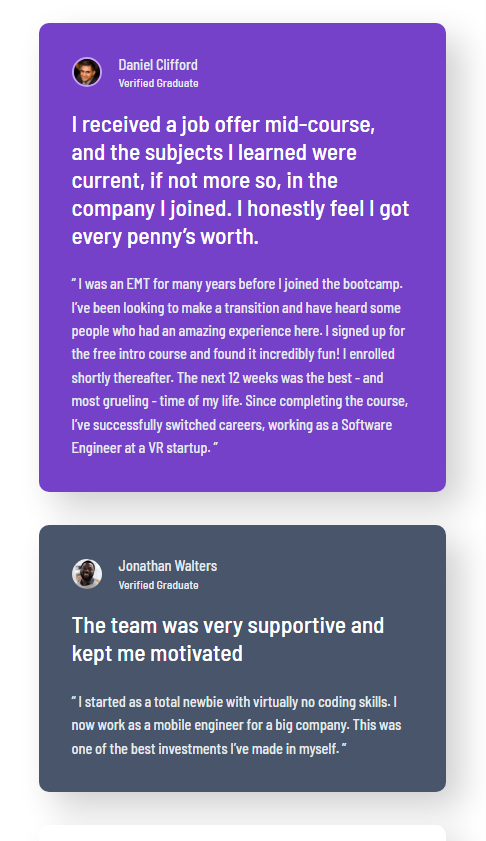 Daniel Clifford
Verified Graduate
I received a job offer mid-course,
and the subjects I learned were
current, if not more so, in the
company I joined. I honestly feel I got
every penny’s worth.
“ I was an EMT for many years before I joined the bootcamp.
I’ve been looking to make a transition and have heard some
people who had an amazing experience here. I signed up for
the free intro course and found it incredibly fun! I enrolled
shortly thereafter. The next 12 weeks was the best - and
most grueling - time of my life. Since completing the course,
I’ve successfully switched careers, working as a Software
Engineer at a VR startup. ”
Jonathan Walters
Verified Graduate
The team was very supportive and
kept me motivated
“ I started as a total newbie with virtually no coding skills. I
now work as a mobile engineer for a big company. This was
one of the best investments I’ve made in myself. ”